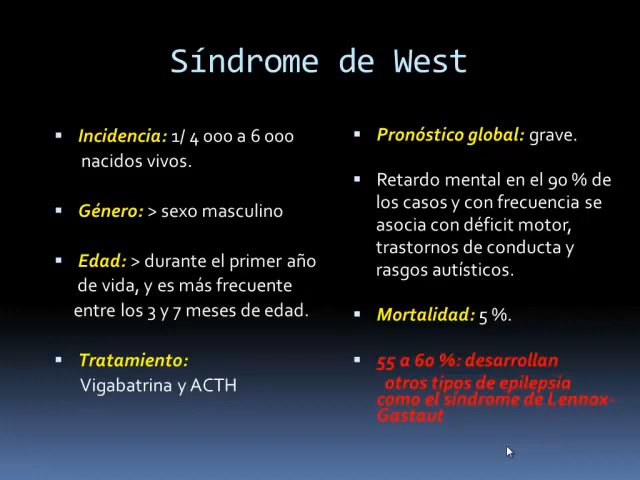 Síndrome de West
Incidencia: 1/ 4 000 a 6 000
nacidos vivos.
Género: > sexo masculino
Edad: > durante el primer año
de vida, y es más frecuente
entre los 3 y 7 meses de edad.
Tratamiento:
Vigabatrina y ACTH
Pronóstico global: grave.
Retardo mental en el 90 % de
los casos y con frecuencia se
asocia con déficit motor,
trastornos de conducta y
rasgos autísticos.
Mortalidad: 5 %.
55 a 60 %: desarrollan
otros tipos de epilepsia
como el síndrome de Lennox-
Gastaut